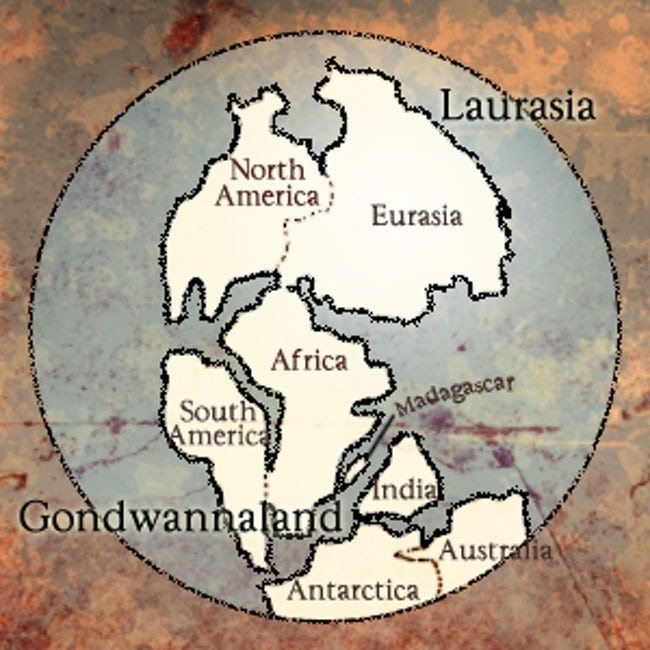 Laurasia
North
America
Eurasia
Africa
Madagascar
South
America
India
Gondwannaland
Australia
Antarctica